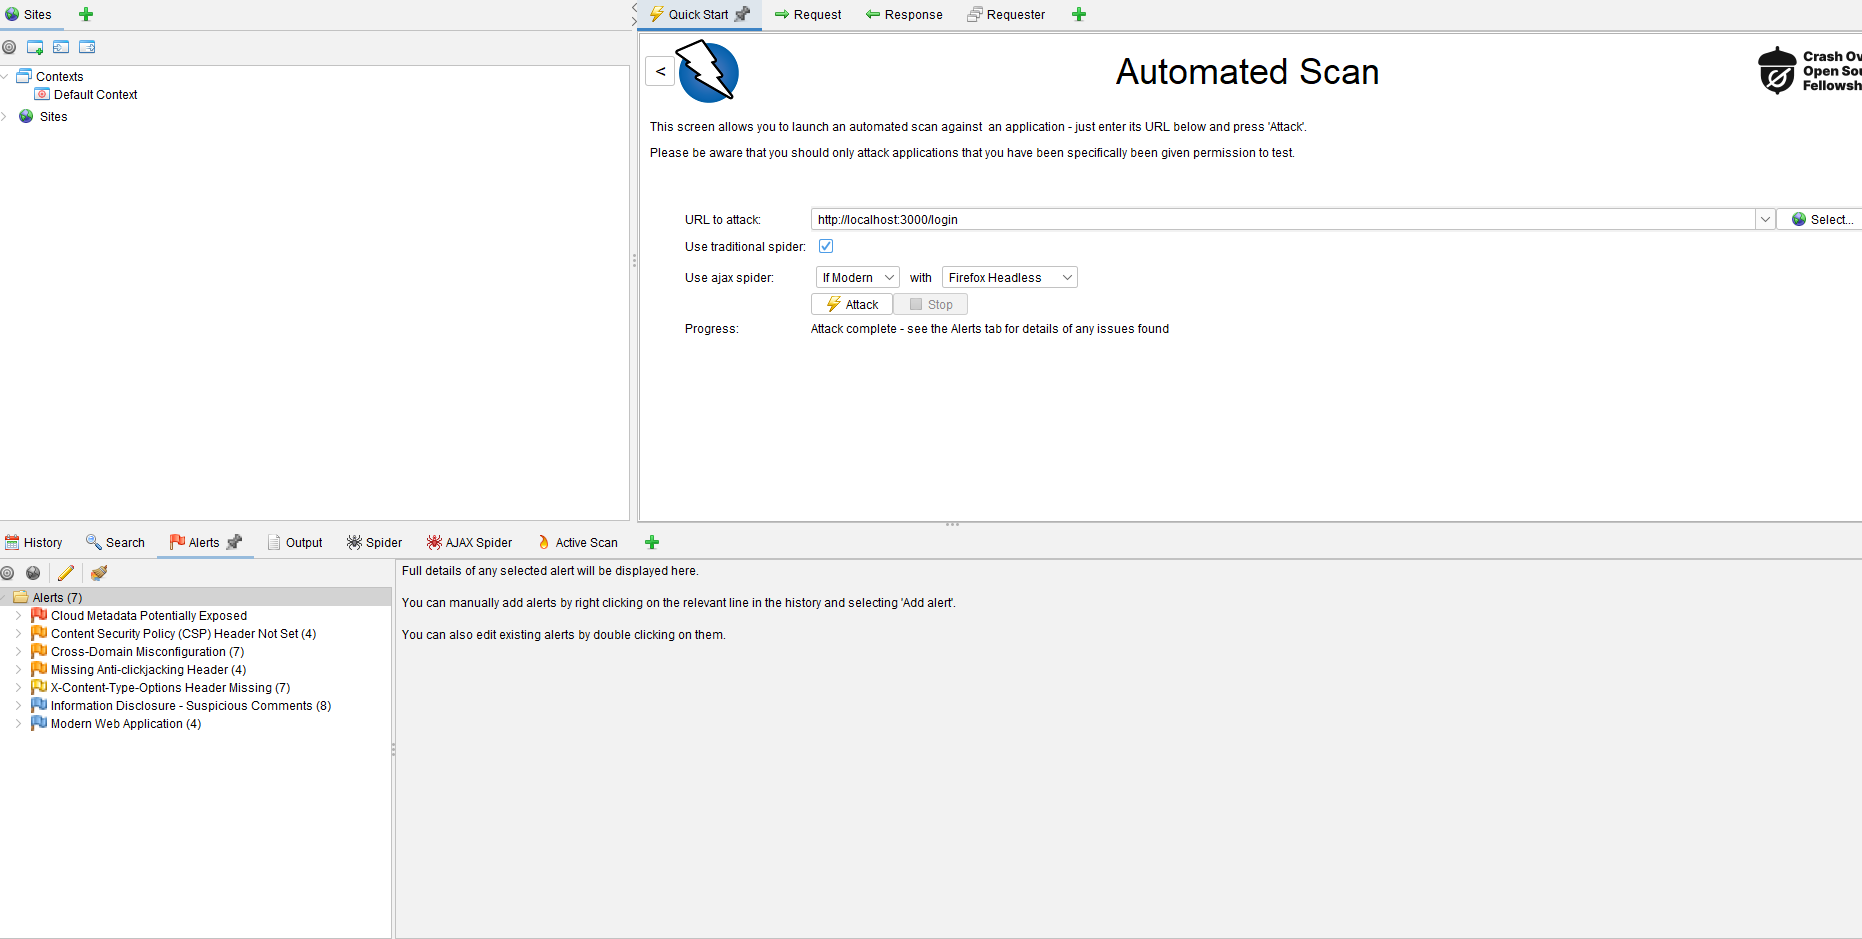 Sites
Contexts
Default Context
Sites
Quick Start
Request
Response
Requester
<
Automated Scan
Crash Ov
Open Sou
Fellowsh
This screen allows you to launch an automated scan against  an application - just enter its URL below and press 'Attack'.
Please be aware that you should only attack applications that you have been specifically been given permission to test.
URL to attack:
http://localhost:3000/login
Select...
Use traditional spider:
Use ajax spider:
If Modern
with
Firefox Headless
Attack
Stop
Progress:
Attack complete - see the Alerts tab for details of any issues found
History
Search
Alerts
Output
Spider
AJAX Spider
Active Scan
Alerts (7)
Cloud Metadata Potentially Exposed
Content Security Policy (CSP) Header Not Set (4)
Cross-Domain Misconfiguration (7)
Missing Anti-clickjacking Header (4)
X-Content-Type-Options Header Missing (7)
Information Disclosure - Suspicious Comments (8)
Modern Web Application (4)
Full details of any selected alert will be displayed here.
You can manually add alerts by right clicking on the relevant line in the history and selecting 'Add alert'.
You can also edit existing alerts by double clicking on them.